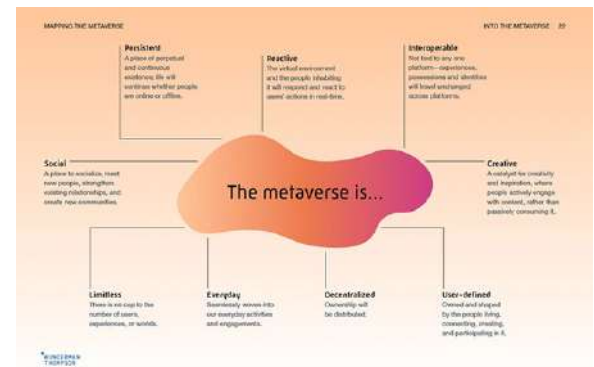 MAPPING THE METAVERSE
INTO THE METAVERSE 22
Persistent
A place of perpetual
and continuous
existence; life will
continue whether people
are online or offline.
Reactive
The virtual environment
and the people inhabiting
it will respond and react to
users' actions in real-time.
Interoperable
Not tied to any one
platform – experiences,
possessions and identities
will travel unchanged
across platforms.
Social
A place to socialize, meet
new people, strengthen
existing relationships, and
create new communities.
The metaverse is...
Creative
A catalyst for creativity
and inspiration, where
people actively engage
with content, rather than
passively consuming it.
Limitless
There is no cap to the
number of users,
experiences, or worlds.
Everyday
Seamlessly woven into
our everyday activities
and engagements.
Decentralized
Ownership will
be distributed.
User-defined
Owned and shaped
by the people living,
connecting, creating,
and participating in it.
WUNDERMAN
THOMPSON